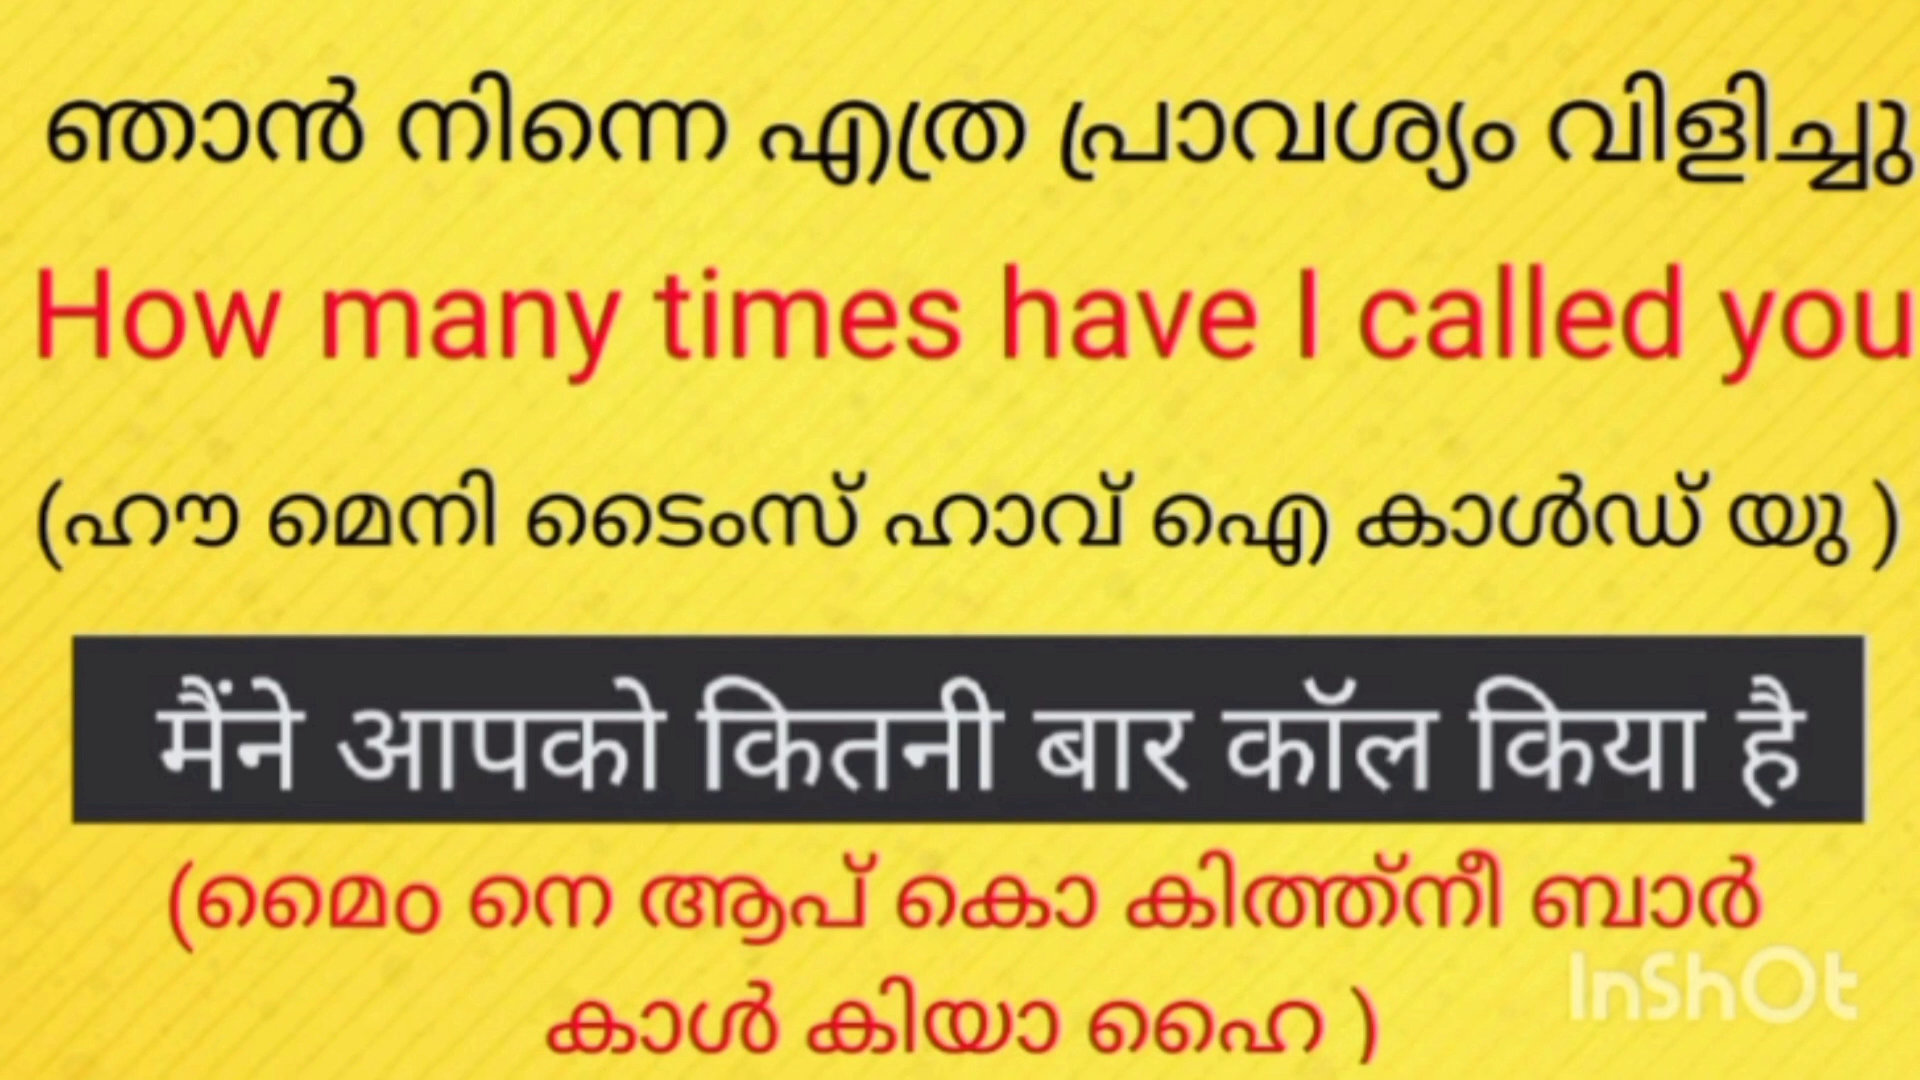 ഞാൻ നിന്നെ എത്ര പ്രാവശ്യം വിളിച്ചു
How many times have I called you
(ഹൗ മെനി ടൈംസ് ഹാവ് ഐ കാൾഡ് യു )
मैंने आपको कितनी बार कॉल किया है
(മൈം നെ ആപ് കൊ കിത്ത്നീ ബാർ
കാൾ കിയാ ഹൈ )
InShOt